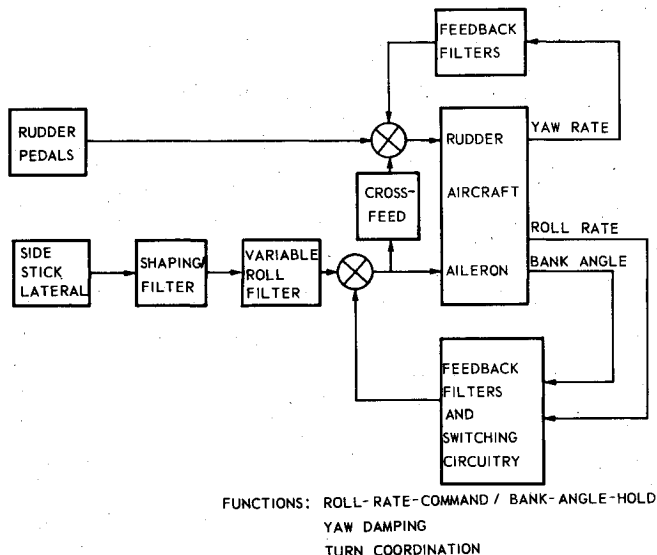 FEEDBACK
FILTERS
RUDDER
PEDALS
RUDDER
YAW RATE
CROSS-
FEED
AIRCRAFT
ROLL RATE
SIDE
STICK
LATERAL
SHAPING/
FILTER
VARIABLE
ROLL
FILTER
AILERON
BANK ANGLE
FEEDBACK
FILTERS
AND
SWITCHING
CIRCUITRY
FUNCTIONS: ROLL-RATE-COMMAND / BANK-ANGLE-HOLD
YAW DAMPING
TURN COORDINATION